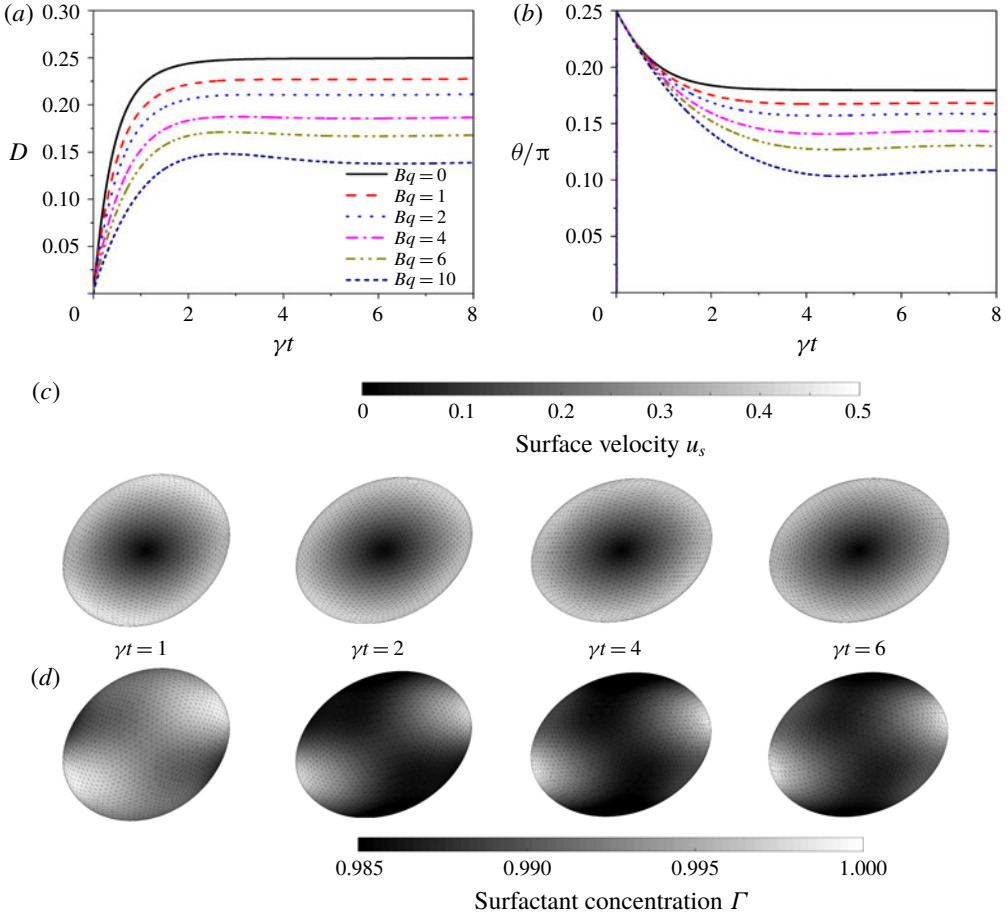 (a)
0.30
0.25
0.20
D 0.15
0.10
0.05
0
2 4 6 8
γt
Bq = 0
Bq = 1
Bq = 2
Bq = 4
Bq = 6
Bq = 10
(b)
0.25
0.20
0.15
θ/π
0.10
0.05
0
2 4 6 8
γt
(c)
0 0.1 0.2 0.3 0.4 0.5
Surface velocity u_s
γt = 1 γt = 2 γt = 4 γt = 6
(d)
0.985 0.990 0.995 1.000
Surfactant concentration Γ